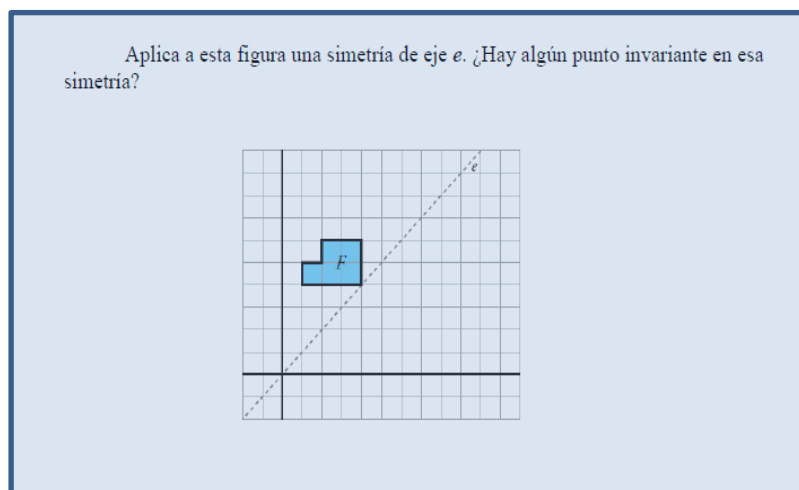 Aplica a esta figura una simetría de eje e. ¿Hay algún punto invariante en esa
simetría?
e
F